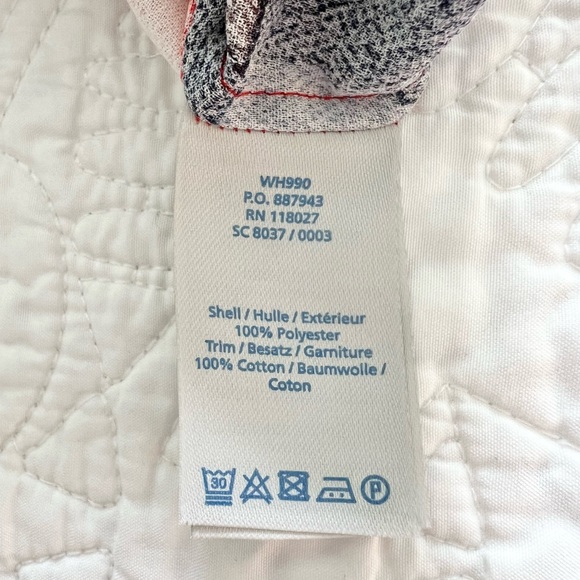 WH990
P.O. 887943
RN 118027
SC 8037 / 0003
Shell / Hulle / Extérieur
100% Polyester
Trim / Besatz / Garniture
100% Cotton / Baumwolle /
Coton
30 P